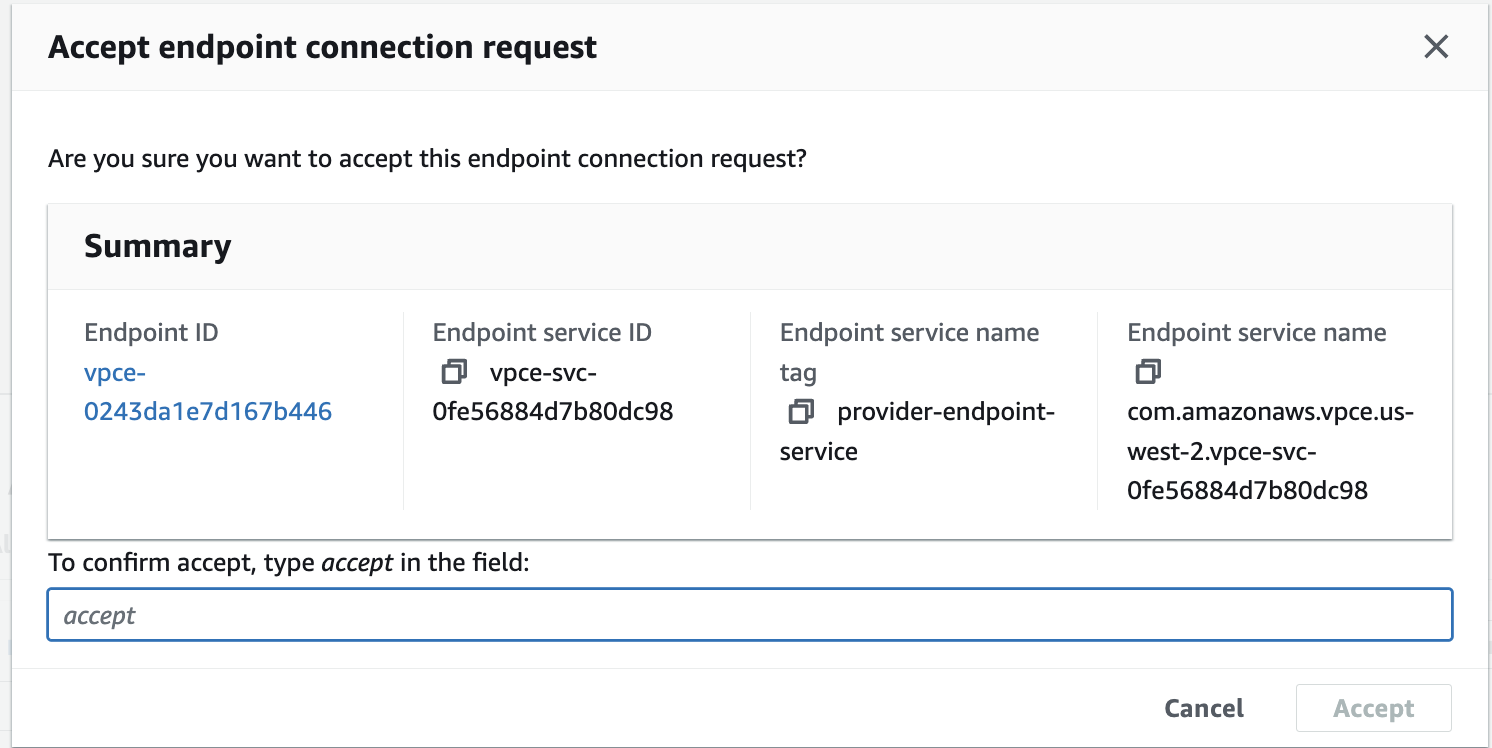 Accept endpoint connection request
Are you sure you want to accept this endpoint connection request?
Summary
Endpoint ID
vpce-
0243da1e7d167b446
Endpoint service ID
vpce-svc-
0fe56884d7b80dc98
Endpoint service name
tag
provider-endpoint-
service
Endpoint service name
com.amazonaws.vpce.us-
west-2.vpce-svc-
0fe56884d7b80dc98
To confirm accept, type accept in the field:
accept
Cancel
Accept